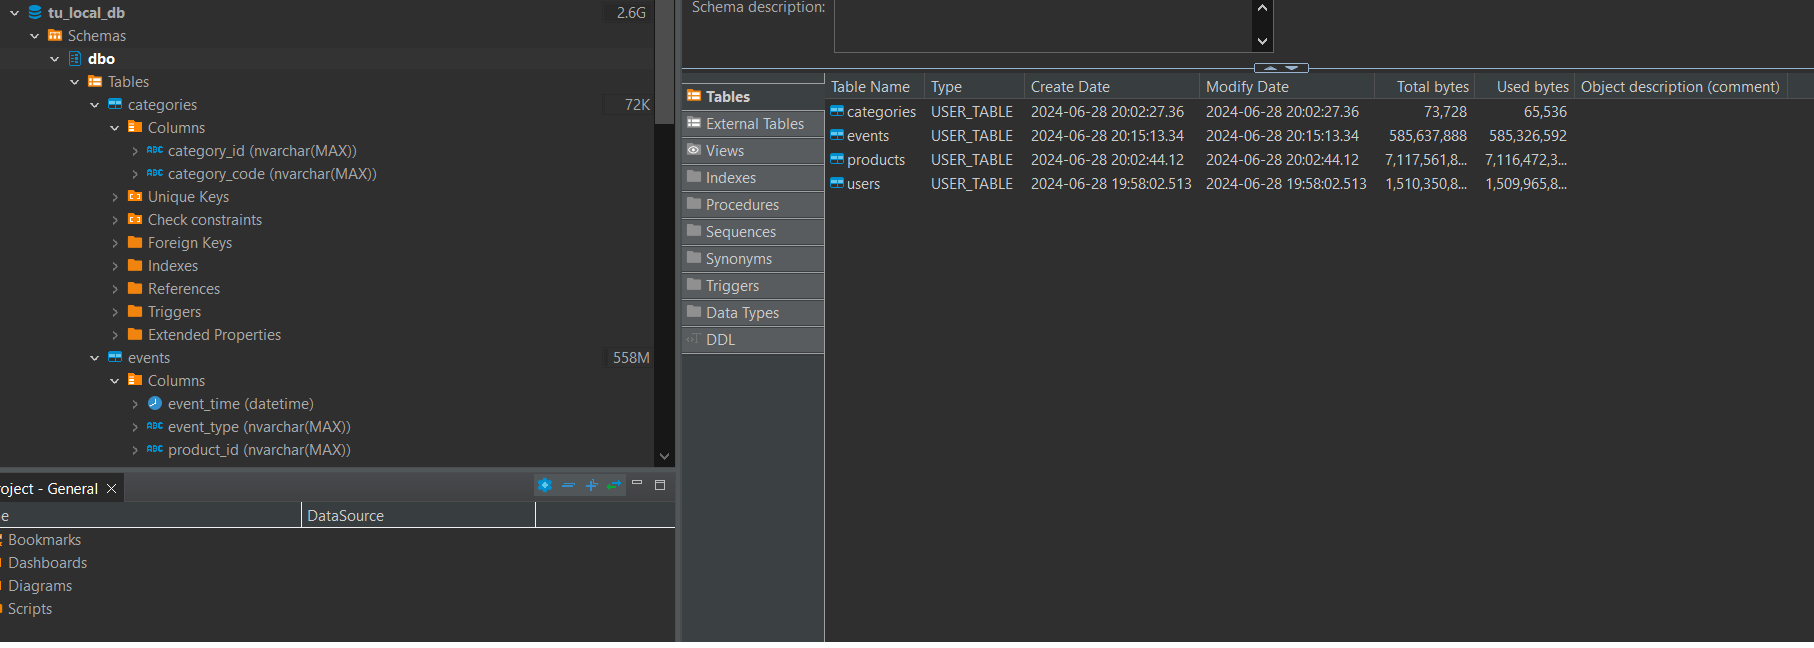 tu_local_db 2.6G
Schemas
dbo
Tables
categories 72K
Columns
category_id (nvarchar(MAX))
category_code (nvarchar(MAX))
Unique Keys
Check constraints
Foreign Keys
Indexes
References
Triggers
Extended Properties
events 558M
Columns
event_time (datetime)
event_type (nvarchar(MAX))
product_id (nvarchar(MAX))
oject - General
e DataSource
Bookmarks
Dashboards
Diagrams
Scripts
Schema description:
Tables
External Tables
Views
Indexes
Procedures
Sequences
Synonyms
Triggers
Data Types
DDL
Table Name Type Create Date Modify Date Total bytes Used bytes Object description (comment)
categories USER_TABLE 2024-06-28 20:02:27.36 2024-06-28 20:02:27.36 73,728 65,536
events USER_TABLE 2024-06-28 20:15:13.34 2024-06-28 20:15:13.34 585,637,888 585,326,592
products USER_TABLE 2024-06-28 20:02:44.12 2024-06-28 20:02:44.12 7,117,561,8... 7,116,472,3...
users USER_TABLE 2024-06-28 19:58:02.513 2024-06-28 19:58:02.513 1,510,350,8... 1,509,965,8...